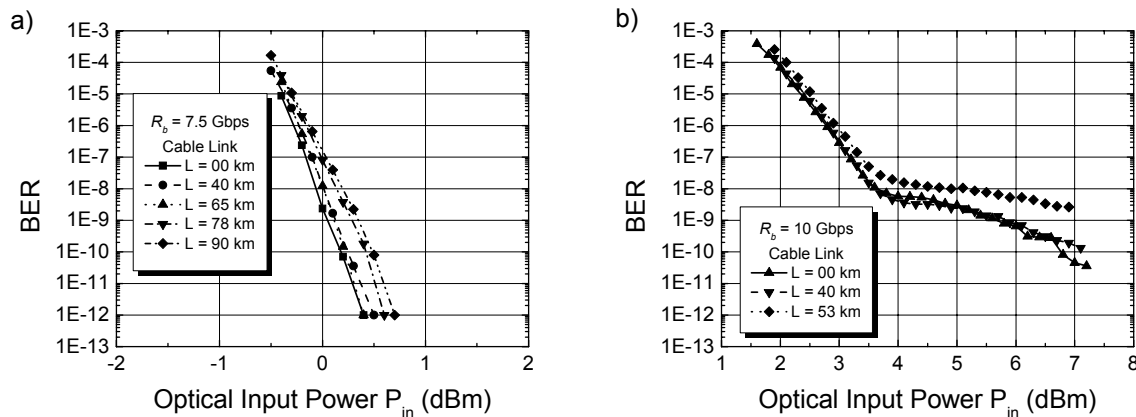 a)
1E-3
1E-4
1E-5
1E-6
1E-7
1E-8
1E-9
1E-10
1E-11
1E-12
1E-13
BER
R_b = 7.5 Gbps
Cable Link
L = 00 km
L = 40 km
L = 65 km
L = 78 km
L = 90 km
-2 -1 0 1 2
Optical Input Power P_in (dBm)
b)
1E-3
1E-4
1E-5
1E-6
1E-7
1E-8
1E-9
1E-10
1E-11
1E-12
1E-13
BER
R_b = 10 Gbps
Cable Link
L = 00 km
L = 40 km
L = 53 km
1 2 3 4 5 6 7 8
Optical Input Power P_in (dBm)